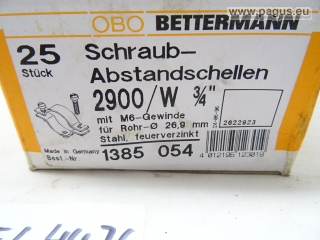 © www.pagus.eu
OBO BETTERMANN
25 Schraub-
Stück Abstandschellen
2900/W 3/4"
mit M6-Gewinde
für Rohr-Ø 26,9 mm
Stahl, feuerverzinkt
2622923
Made in Germany
Best.-Nr. 1385 054
4 012195 123019